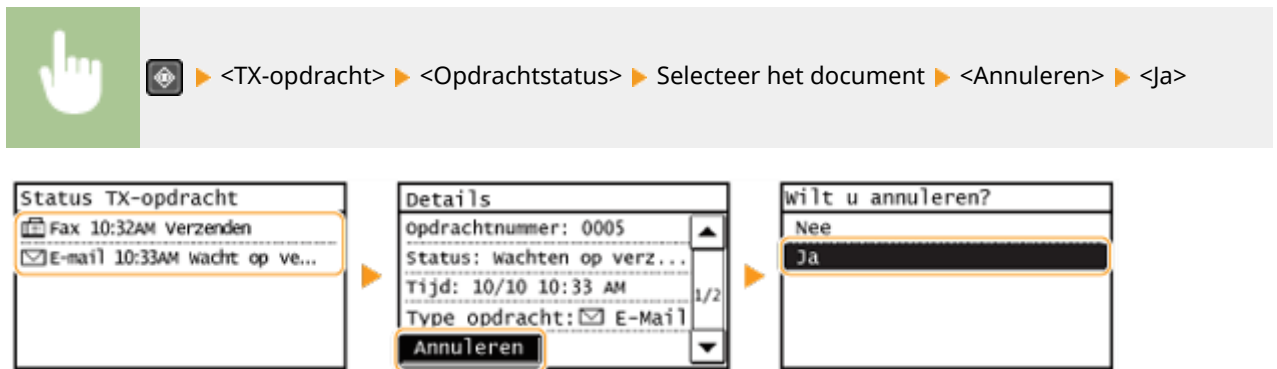 <TX-opdracht> <Opdrachtstatus> Selecteer het document <Annuleren> <Ja>
Status TX-opdracht
Fax 10:32AM Verzenden
E-mail 10:33AM Wacht op ve...
Details
Opdrachtnummer: 0005
Status: Wachten op verz...
Tijd: 10/10 10:33 AM
Type opdracht: E-Mail
1/2
Annuleren
Wilt u annuleren?
Nee
Ja